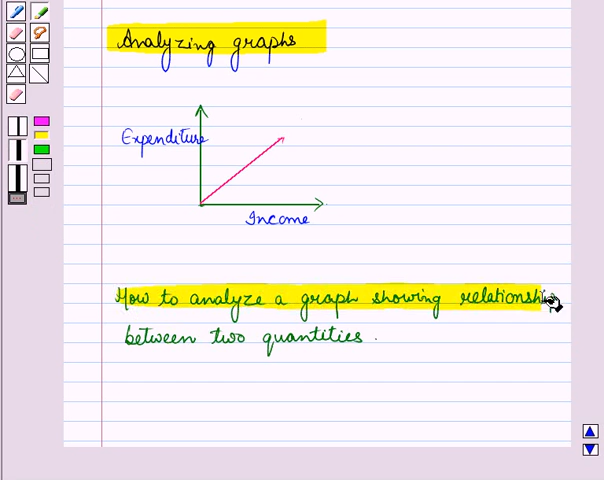 Analyzing graphs
Expenditure
Income
How to analyze a graph showing relationship
between two quantities.